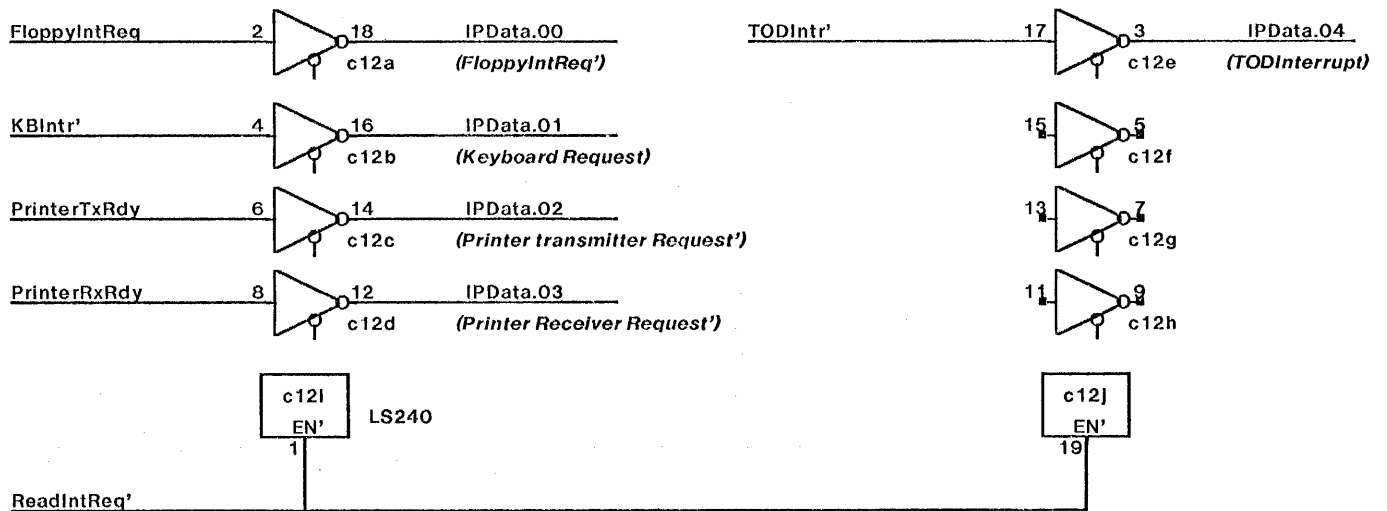 FloppyIntReq 2 18 IPData.00 TODIntr' 17 3 IPData.04
c12a (FloppyIntReq') c12e (TODInterrupt)
KBIntr' 4 16 IPData.01 15 5
c12b (Keyboard Request) c12f
PrinterTxRdy 6 14 IPData.02 13 7
c12c (Printer transmitter Request') c12g
PrinterRxRdy 8 12 IPData.03 11 9
c12d (Printer Receiver Request') c12h
c12i c12j
LS240
EN' EN'
1 19
ReadIntReq'